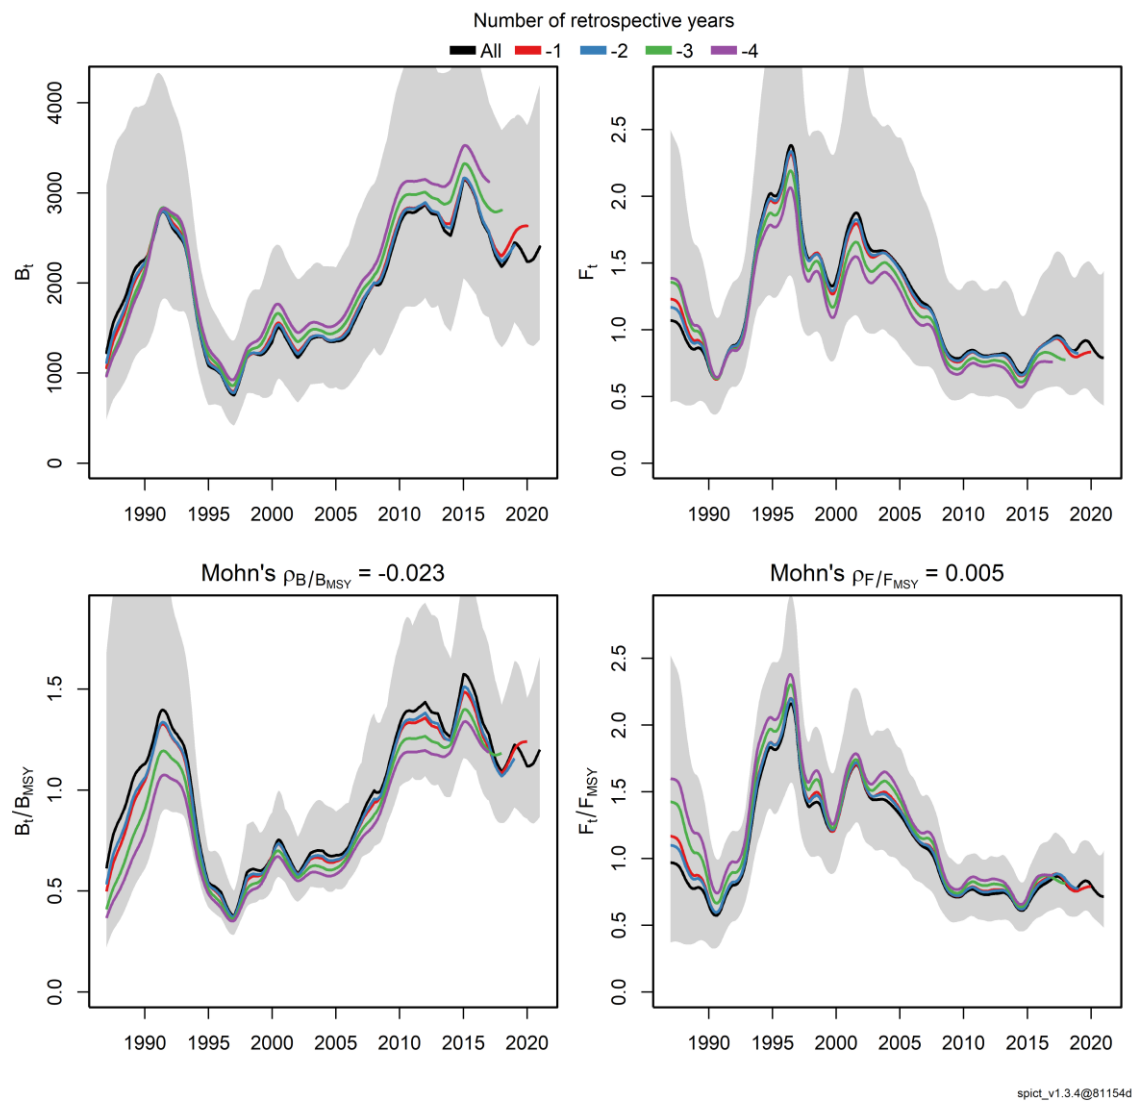 Number of retrospective years
All -1 -2 -3 -4
Bt
0 1000 2000 3000 4000
1990 1995 2000 2005 2010 2015 2020
Ft
0.0 0.5 1.0 1.5 2.0 2.5
1990 1995 2000 2005 2010 2015 2020
Mohn's ρB/BMSY = -0.023
Bt/BMSY
0.0 0.5 1.0 1.5
1990 1995 2000 2005 2010 2015 2020
Mohn's ρF/FMSY = 0.005
Ft/FMSY
0.0 0.5 1.0 1.5 2.0 2.5
1990 1995 2000 2005 2010 2015 2020
spict_v1.3.4@81154d